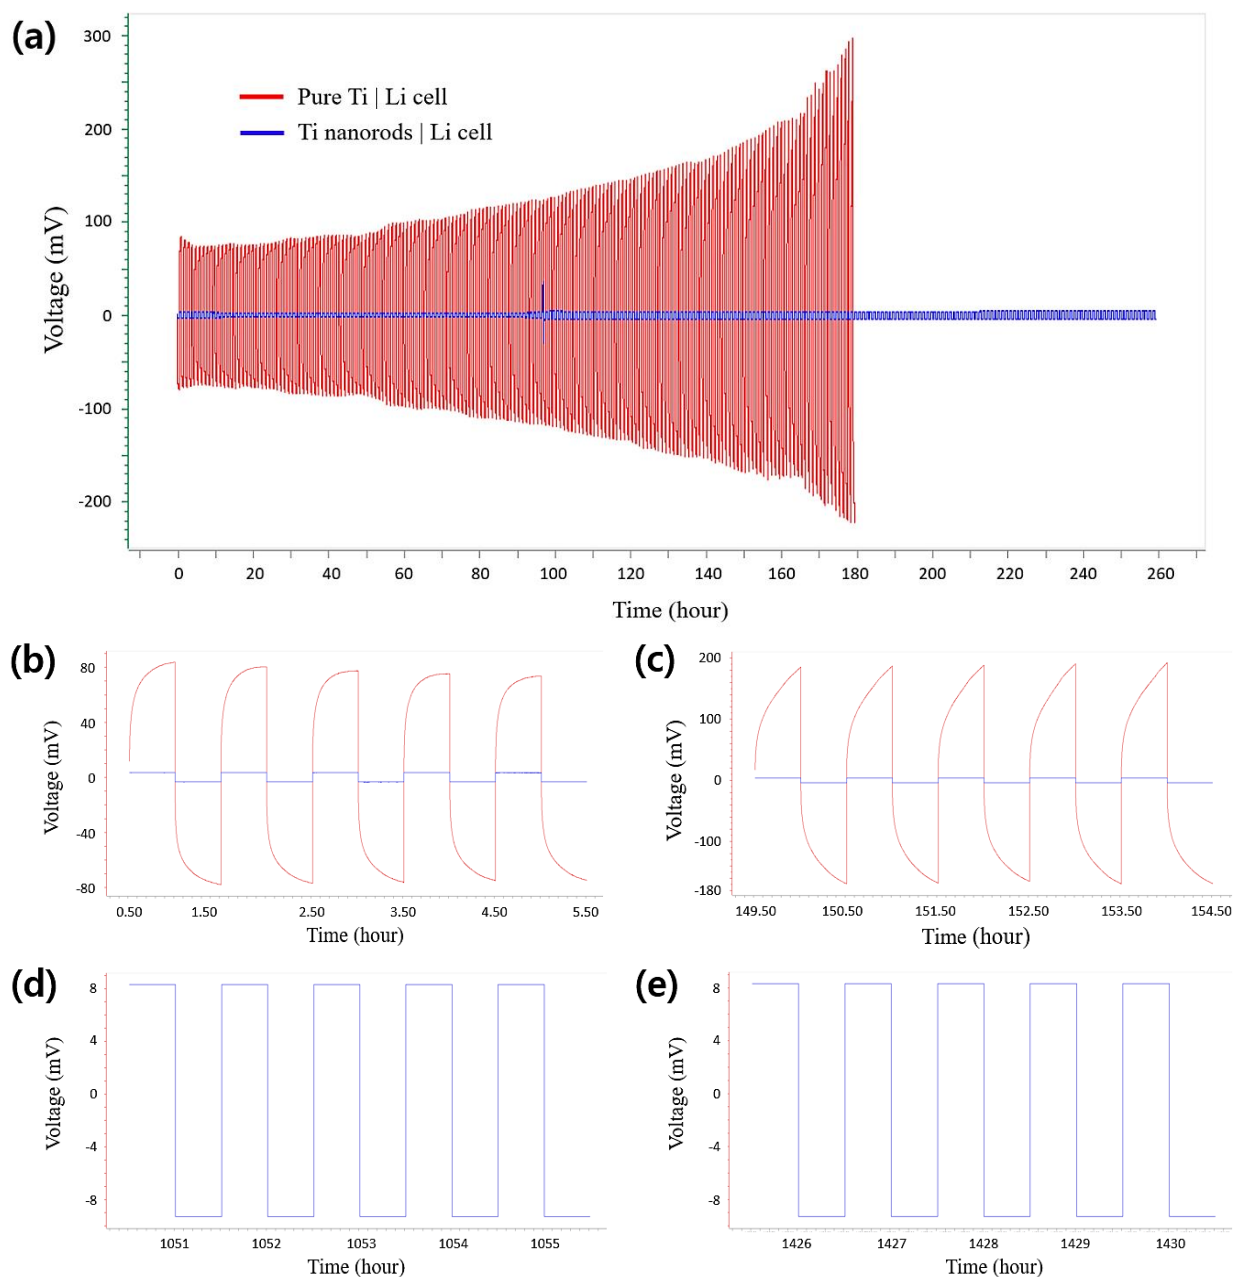 (a)
300
200
100
0
-100
-200
Voltage (mV)
Pure Ti | Li cell
Ti nanorods | Li cell
0 20 40 60 80 100 120 140 160 180 200 220 240 260
Time (hour)
(b)
80
40
0
-40
-80
Voltage (mV)
0.50 1.50 2.50 3.50 4.50 5.50
Time (hour)
(c)
200
100
0
-100
-180
Voltage (mV)
149.50 150.50 151.50 152.50 153.50 154.50
Time (hour)
(d)
8
4
0
-4
-8
Voltage (mV)
1051 1052 1053 1054 1055
Time (hour)
(e)
8
4
0
-4
-8
Voltage (mV)
1426 1427 1428 1429 1430
Time (hour)